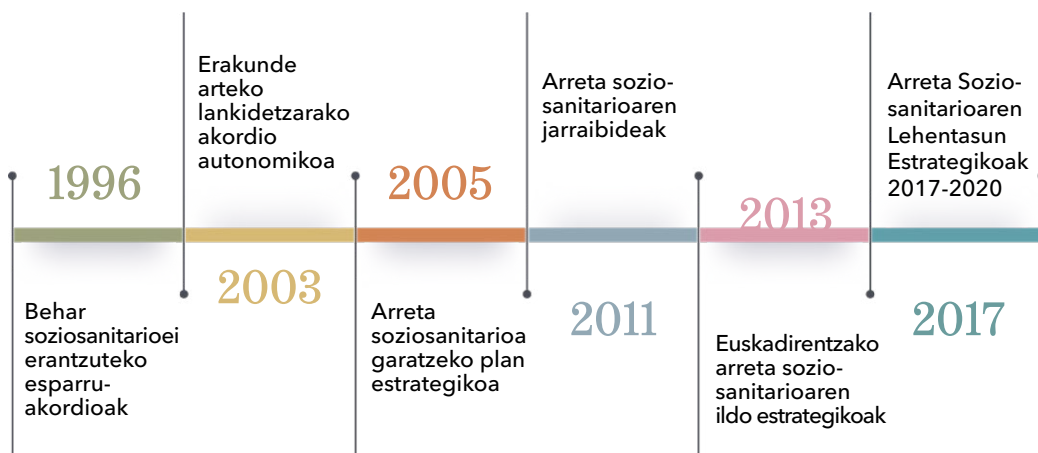 1996
Behar
soziosanitarioei
erantzuteko
esparru-
akordioak
Erakunde
arteko
lankidetzarako
akordio
autonomikoa
2003
2005
Arreta
soziosanitarioa
garatzeko plan
estrategikoa
Arreta sozio-
sanitarioaren
jarraibideak
2011
2013
Euskadirentzako
arreta sozio-
sanitarioaren
ildo estrategikoak
Arreta Sozio-
sanitarioaren
Lehentasun
Estrategikoak
2017-2020
2017